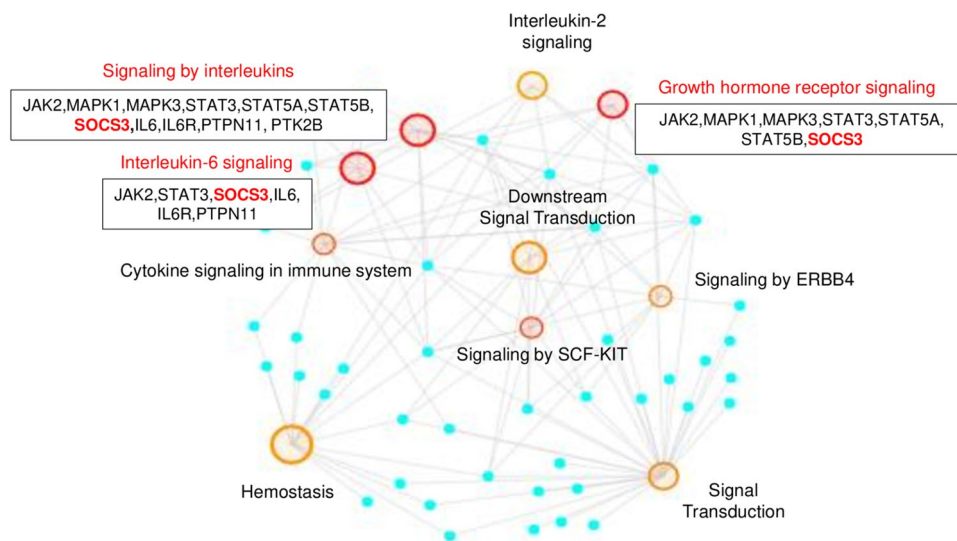 Interleukin-2
signaling
Signaling by interleukins
JAK2,MAPK1,MAPK3,STAT3,STAT5A,STAT5B,
SOCS3,IL6,IL6R,PTPN11, PTK2B
Growth hormone receptor signaling
JAK2,MAPK1,MAPK3,STAT3,STAT5A,
STAT5B,SOCS3
Interleukin-6 signaling
JAK2,STAT3,SOCS3,IL6,
IL6R,PTPN11
Downstream
Signal Transduction
Cytokine signaling in immune system
Signaling by ERBB4
Signaling by SCF-KIT
Hemostasis
Signal
Transduction